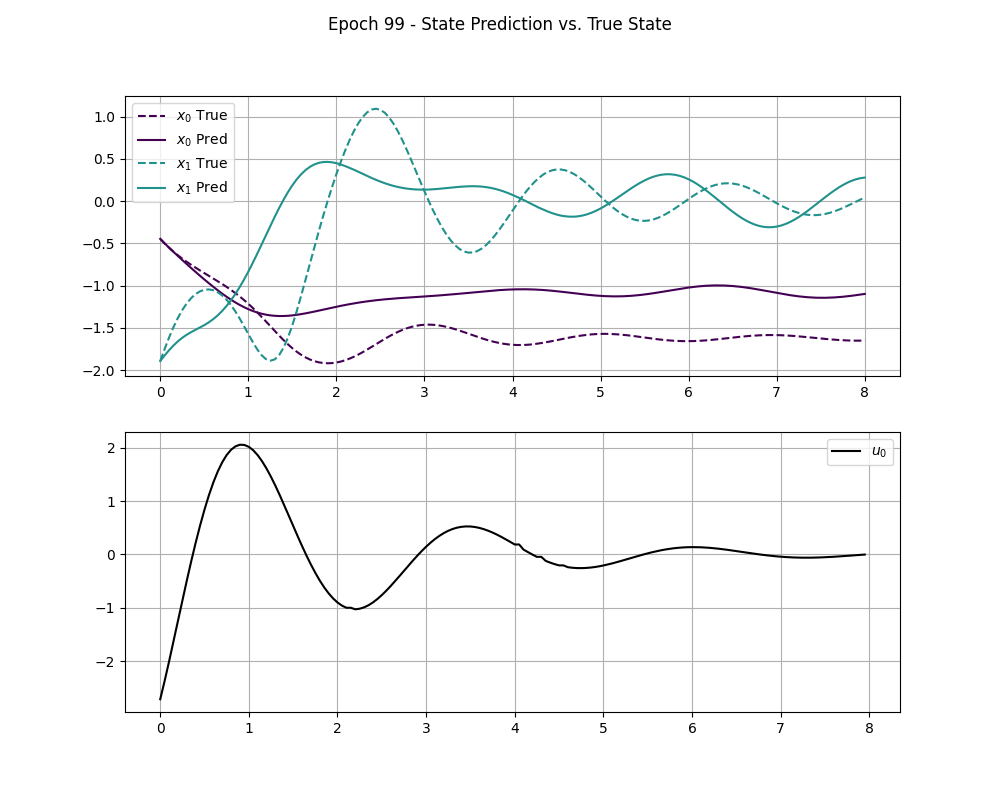 Epoch 99 - State Prediction vs. True State
1.0
0.5
0.0
−0.5
−1.0
−1.5
−2.0
x₀ True
x₀ Pred
x₁ True
x₁ Pred
0 1 2 3 4 5 6 7 8
2
1
0
−1
−2
u₀
0 1 2 3 4 5 6 7 8